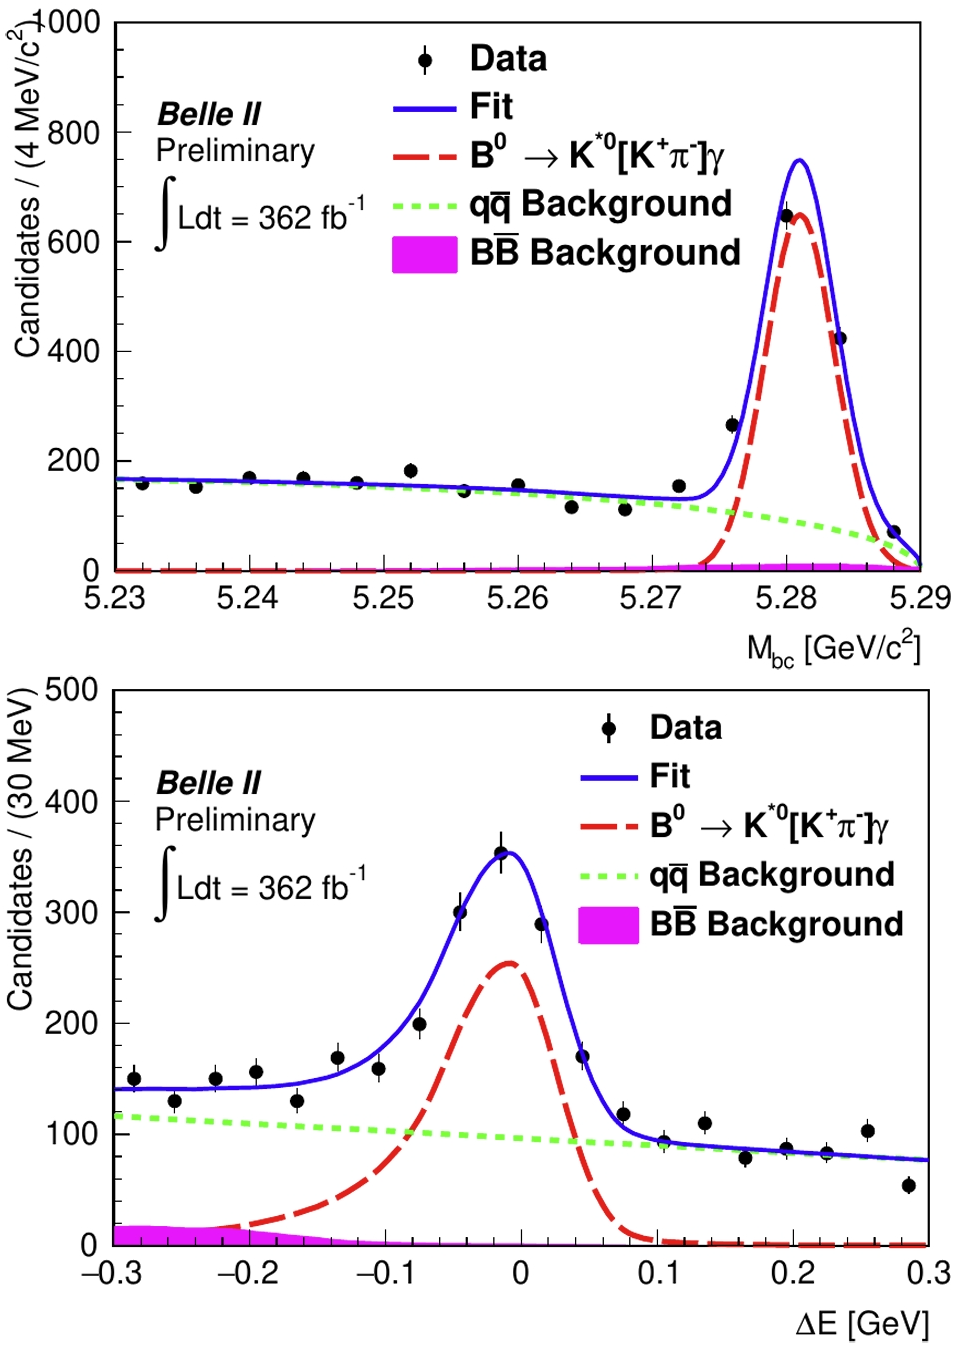 Candidates / (4 MeV/c²)
1000
800
600
400
200
0
Belle II
Preliminary
∫Ldt = 362 fb⁻¹
Data
Fit
B⁰ → K*⁰[K⁺π⁻]γ
qq̅ Background
BB̅ Background
5.23 5.24 5.25 5.26 5.27 5.28 5.29
M_bc [GeV/c²]
Candidates / (30 MeV)
500
400
300
200
100
0
Belle II
Preliminary
∫Ldt = 362 fb⁻¹
Data
Fit
B⁰ → K*⁰[K⁺π⁻]γ
qq̅ Background
BB̅ Background
−0.3 −0.2 −0.1 0 0.1 0.2 0.3
ΔE [GeV]